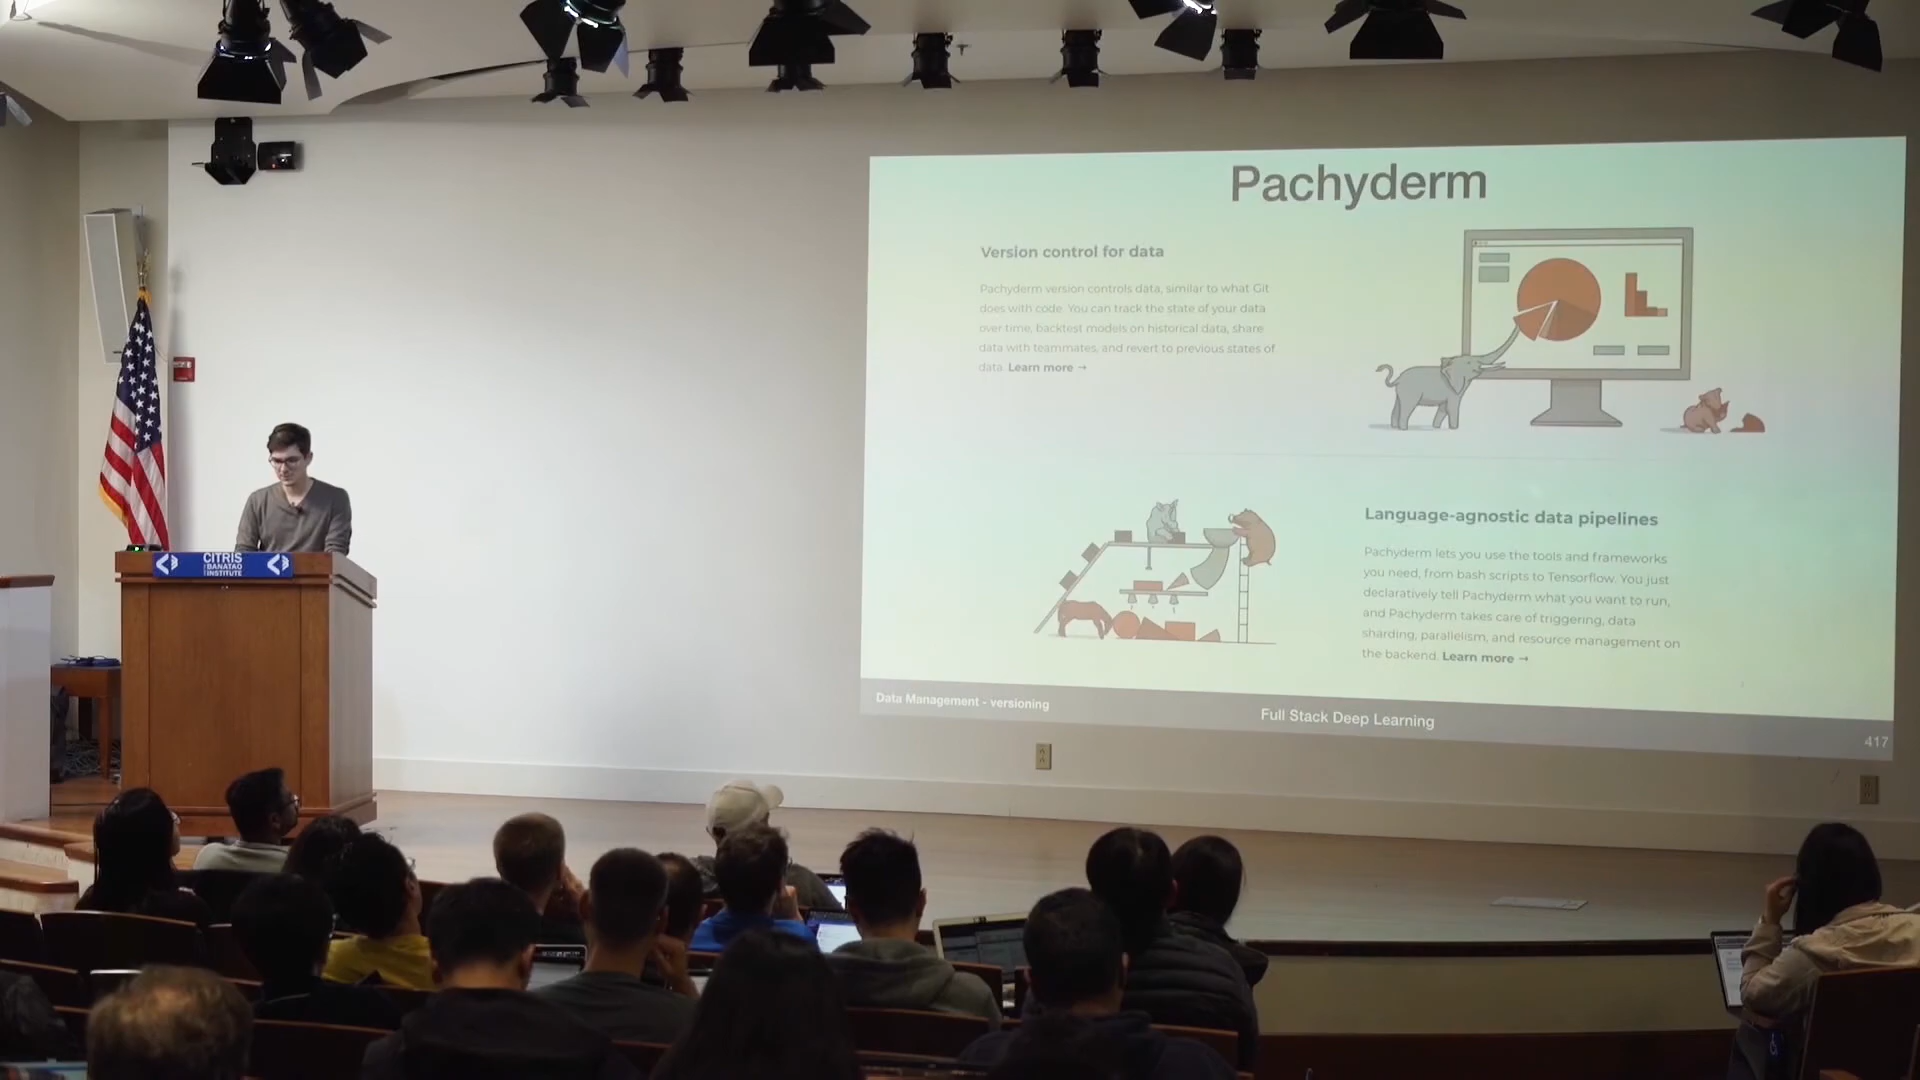 Pachyderm
Version control for data
Pachyderm version controls data, similar to what Git
does with code. You can track the state of your data
over time, backtest models on historical data, share
data with teammates, and revert to previous states of
data. Learn more →
Language-agnostic data pipelines
Pachyderm lets you use the tools and frameworks
you need, from bash scripts to Tensorflow. You just
declaratively tell Pachyderm what you want to run,
and Pachyderm takes care of triggering, data
sharding, parallelism, and resource management on
the backend. Learn more →
Data Management - versioning
Full Stack Deep Learning
417
CITRIS
BANATAO
INSTITUTE